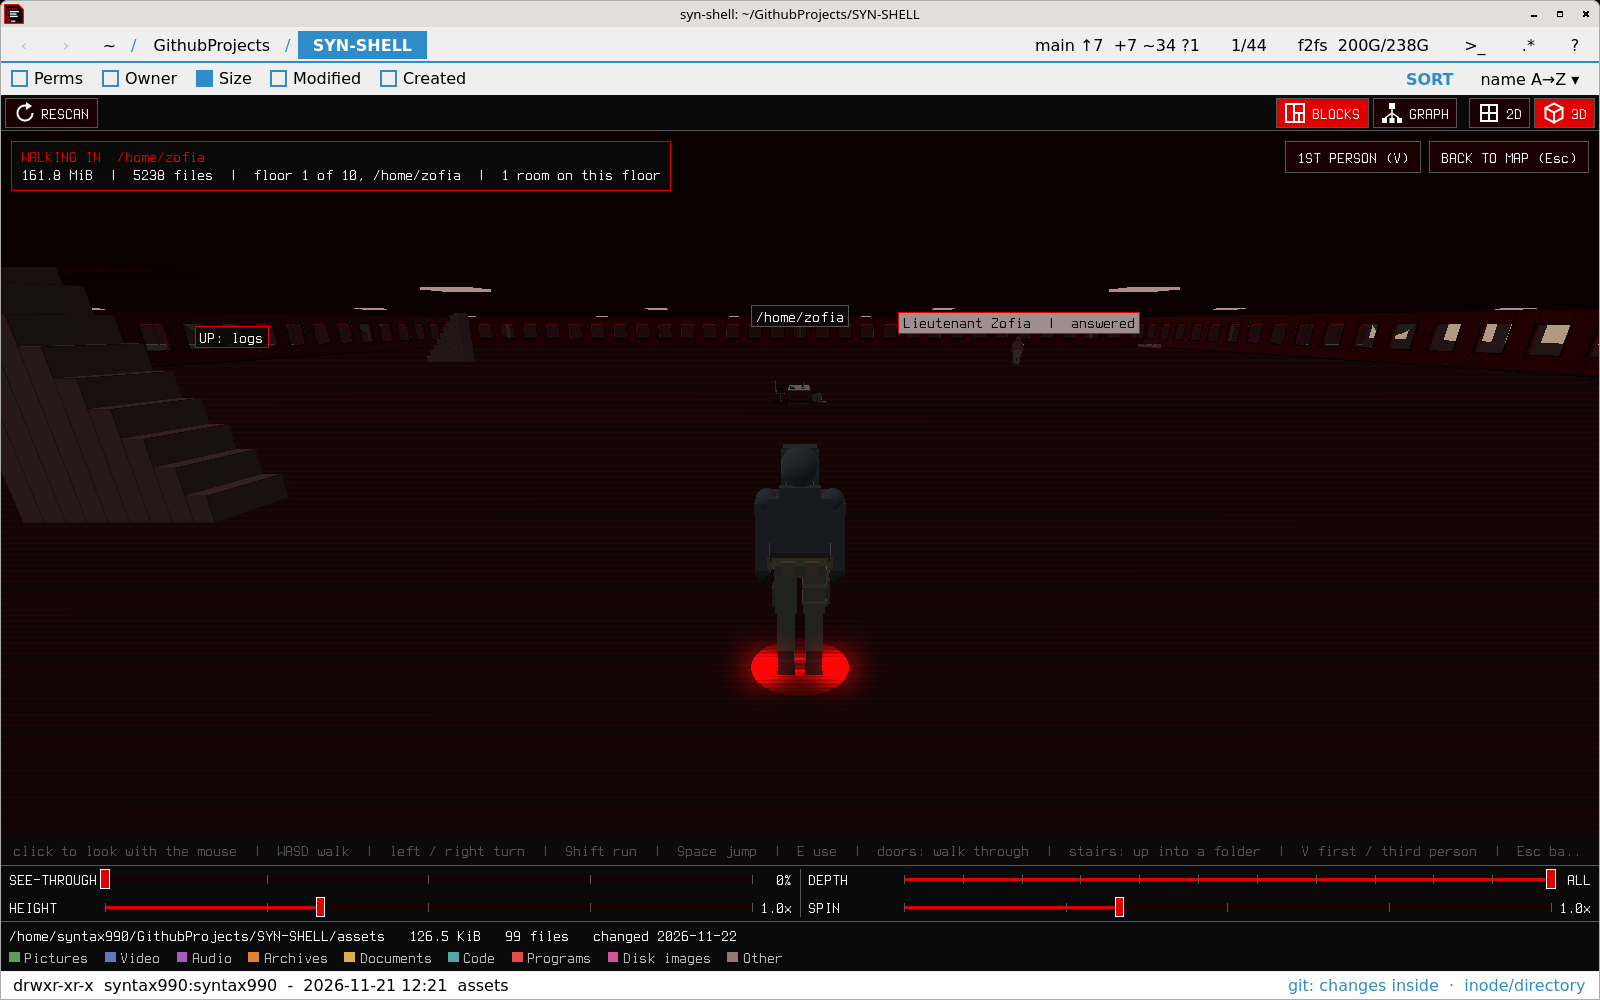 syn-shell: ~/GithubProjects/SYN-SHELL
‹ › ~ / GithubProjects / SYN-SHELL main ↑7 +7 ~34 ?1 1/44 f2fs 200G/238G >_ .* ?
Perms Owner Size Modified Created SORT name A→Z ▾
RESCAN BLOCKS GRAPH 2D 3D
WALKING IN /home/zofia
161.8 MiB | 5238 files | floor 1 of 10, /home/zofia | 1 room on this floor
1ST PERSON (V) BACK TO MAP (Esc)
/home/zofia
Lieutenant Zofia | answered
UP: logs
click to look with the mouse | WASD walk | left / right turn | Shift run | Space jump | E use | doors: walk through | stairs: up into a folder | V first / third person | Esc ba..
SEE-THROUGH 0% DEPTH ALL
HEIGHT 1.0x SPIN 1.0x
/home/syntax990/GithubProjects/SYN-SHELL/assets 126.5 KiB 99 files changed 2026-11-22
Pictures Video Audio Archives Documents Code Programs Disk images Other
drwxr-xr-x syntax990:syntax990 - 2026-11-21 12:21 assets git: changes inside · inode/directory